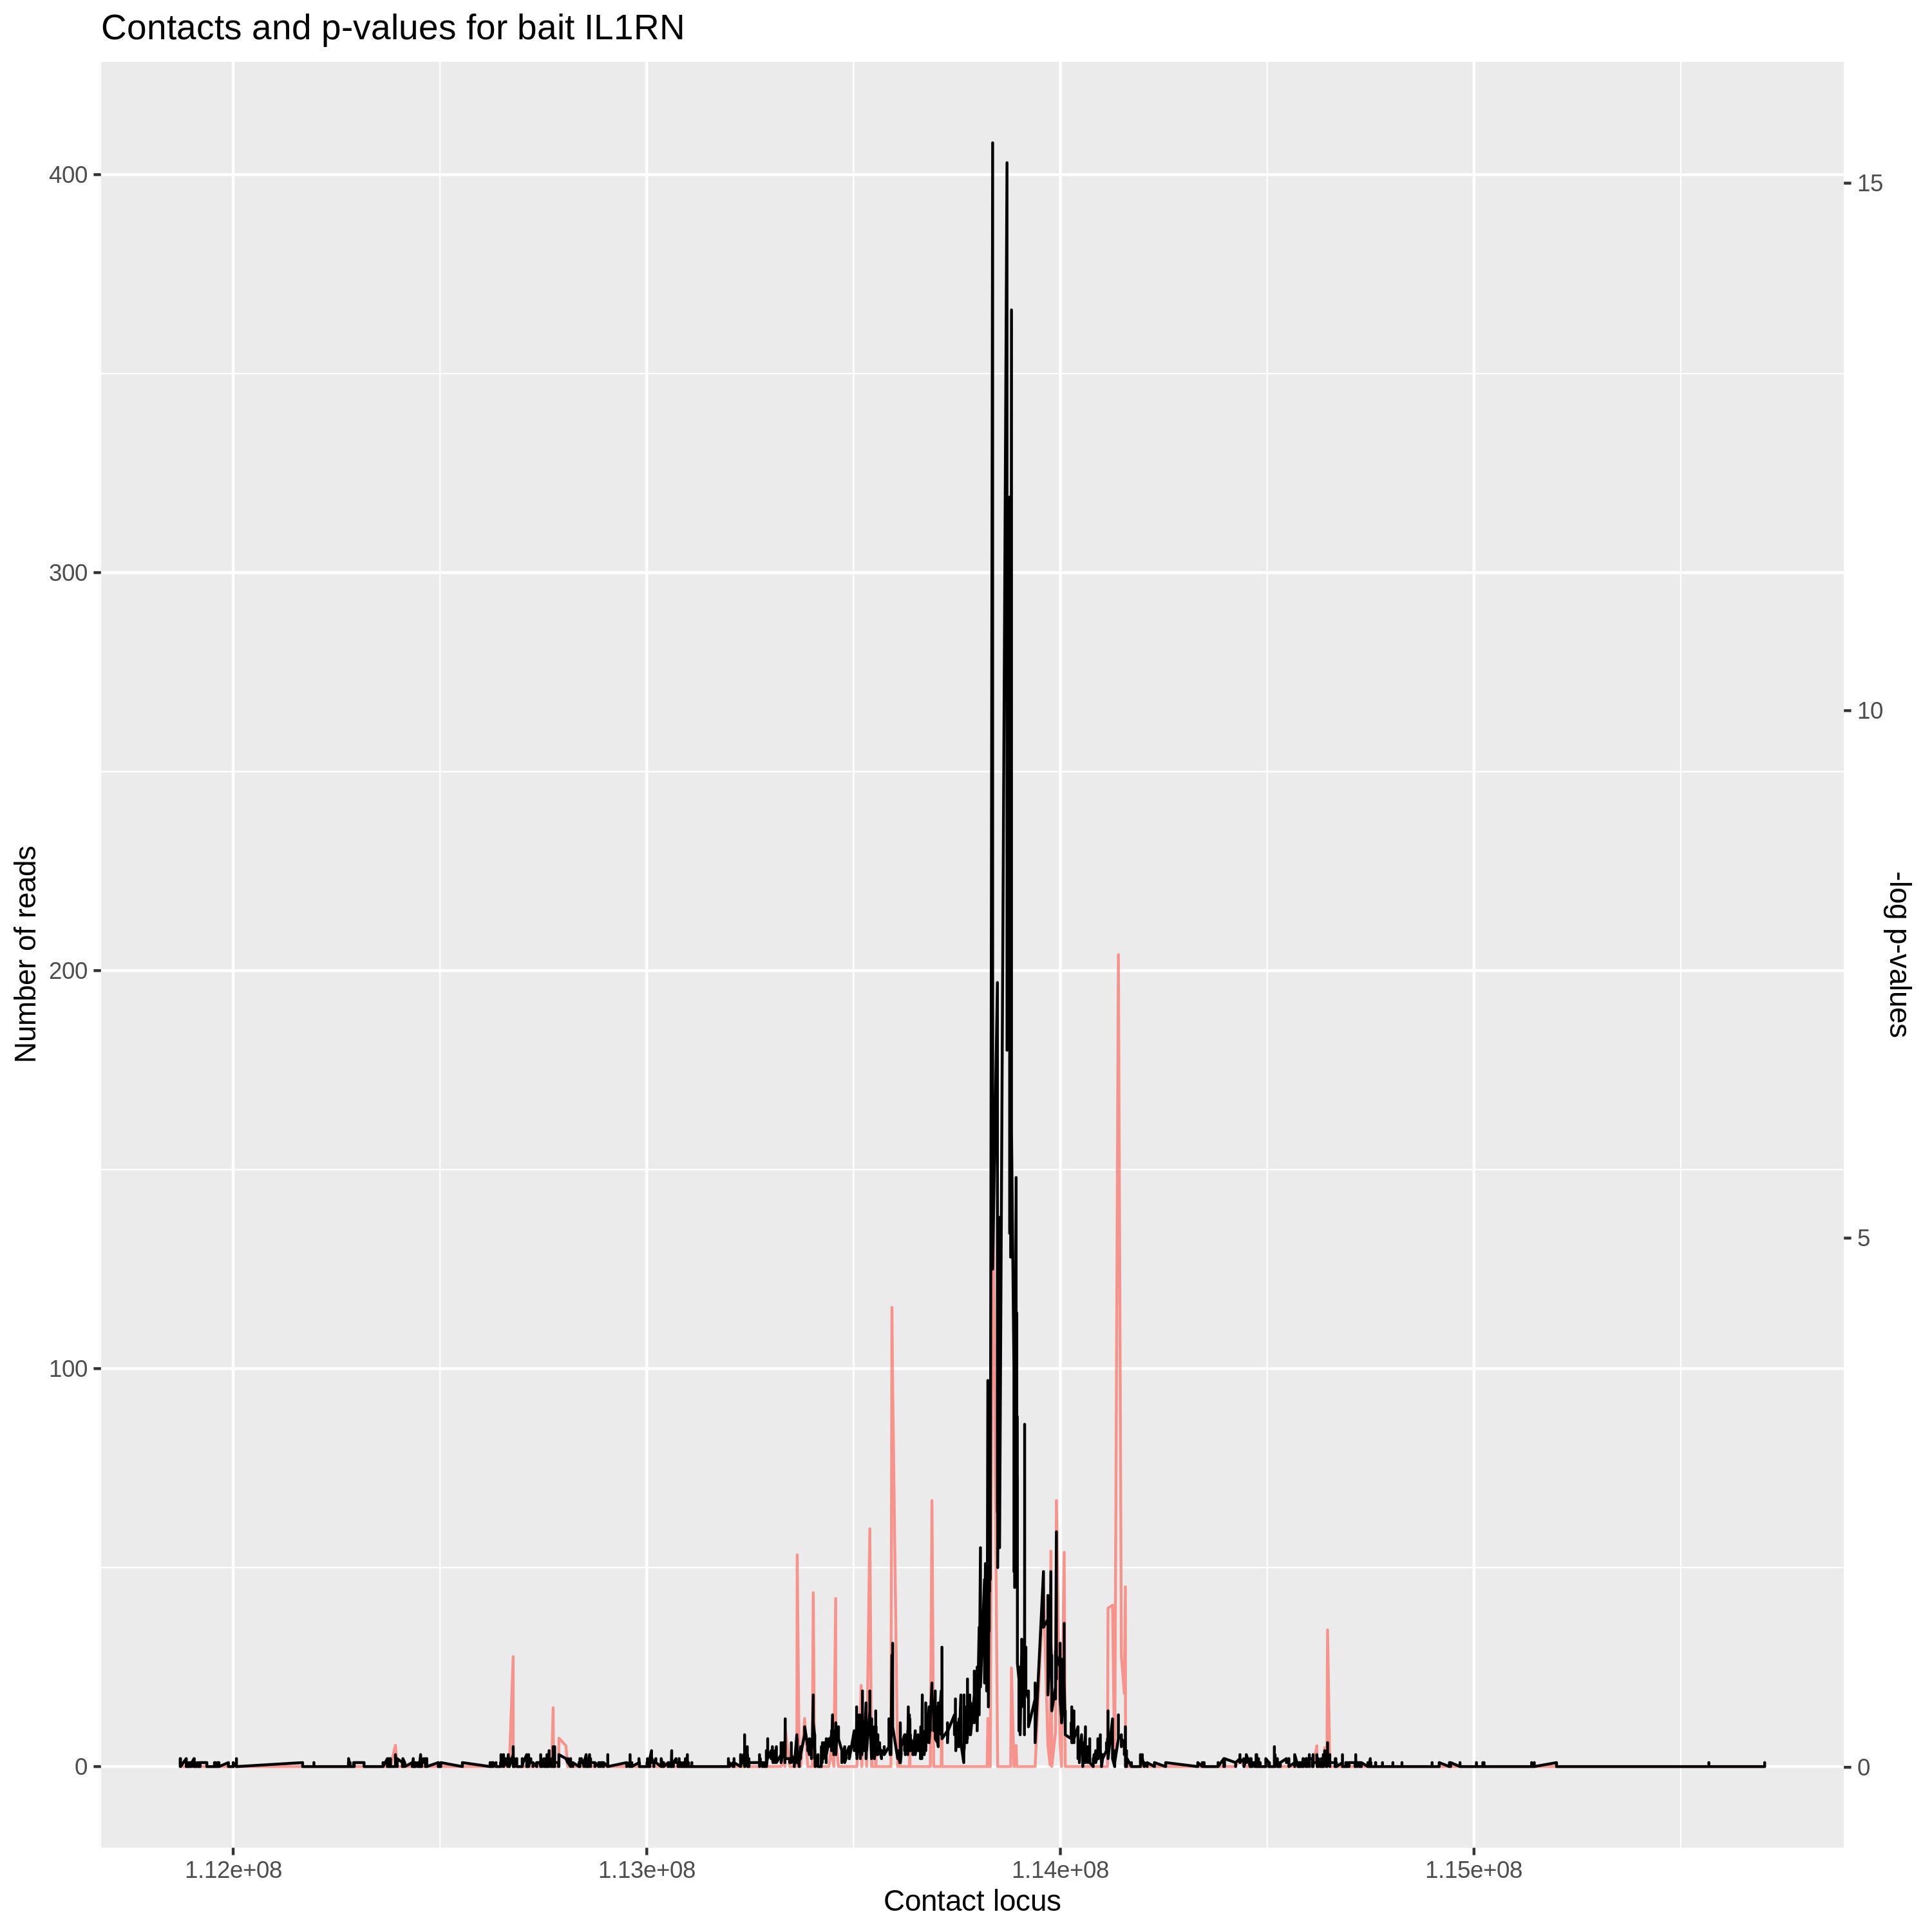 Contacts and p-values for bait IL1RN
400
300
200
100
0
Number of reads
15
10
5
0
-log p-values
1.12e+08
1.13e+08
1.14e+08
1.15e+08
Contact locus